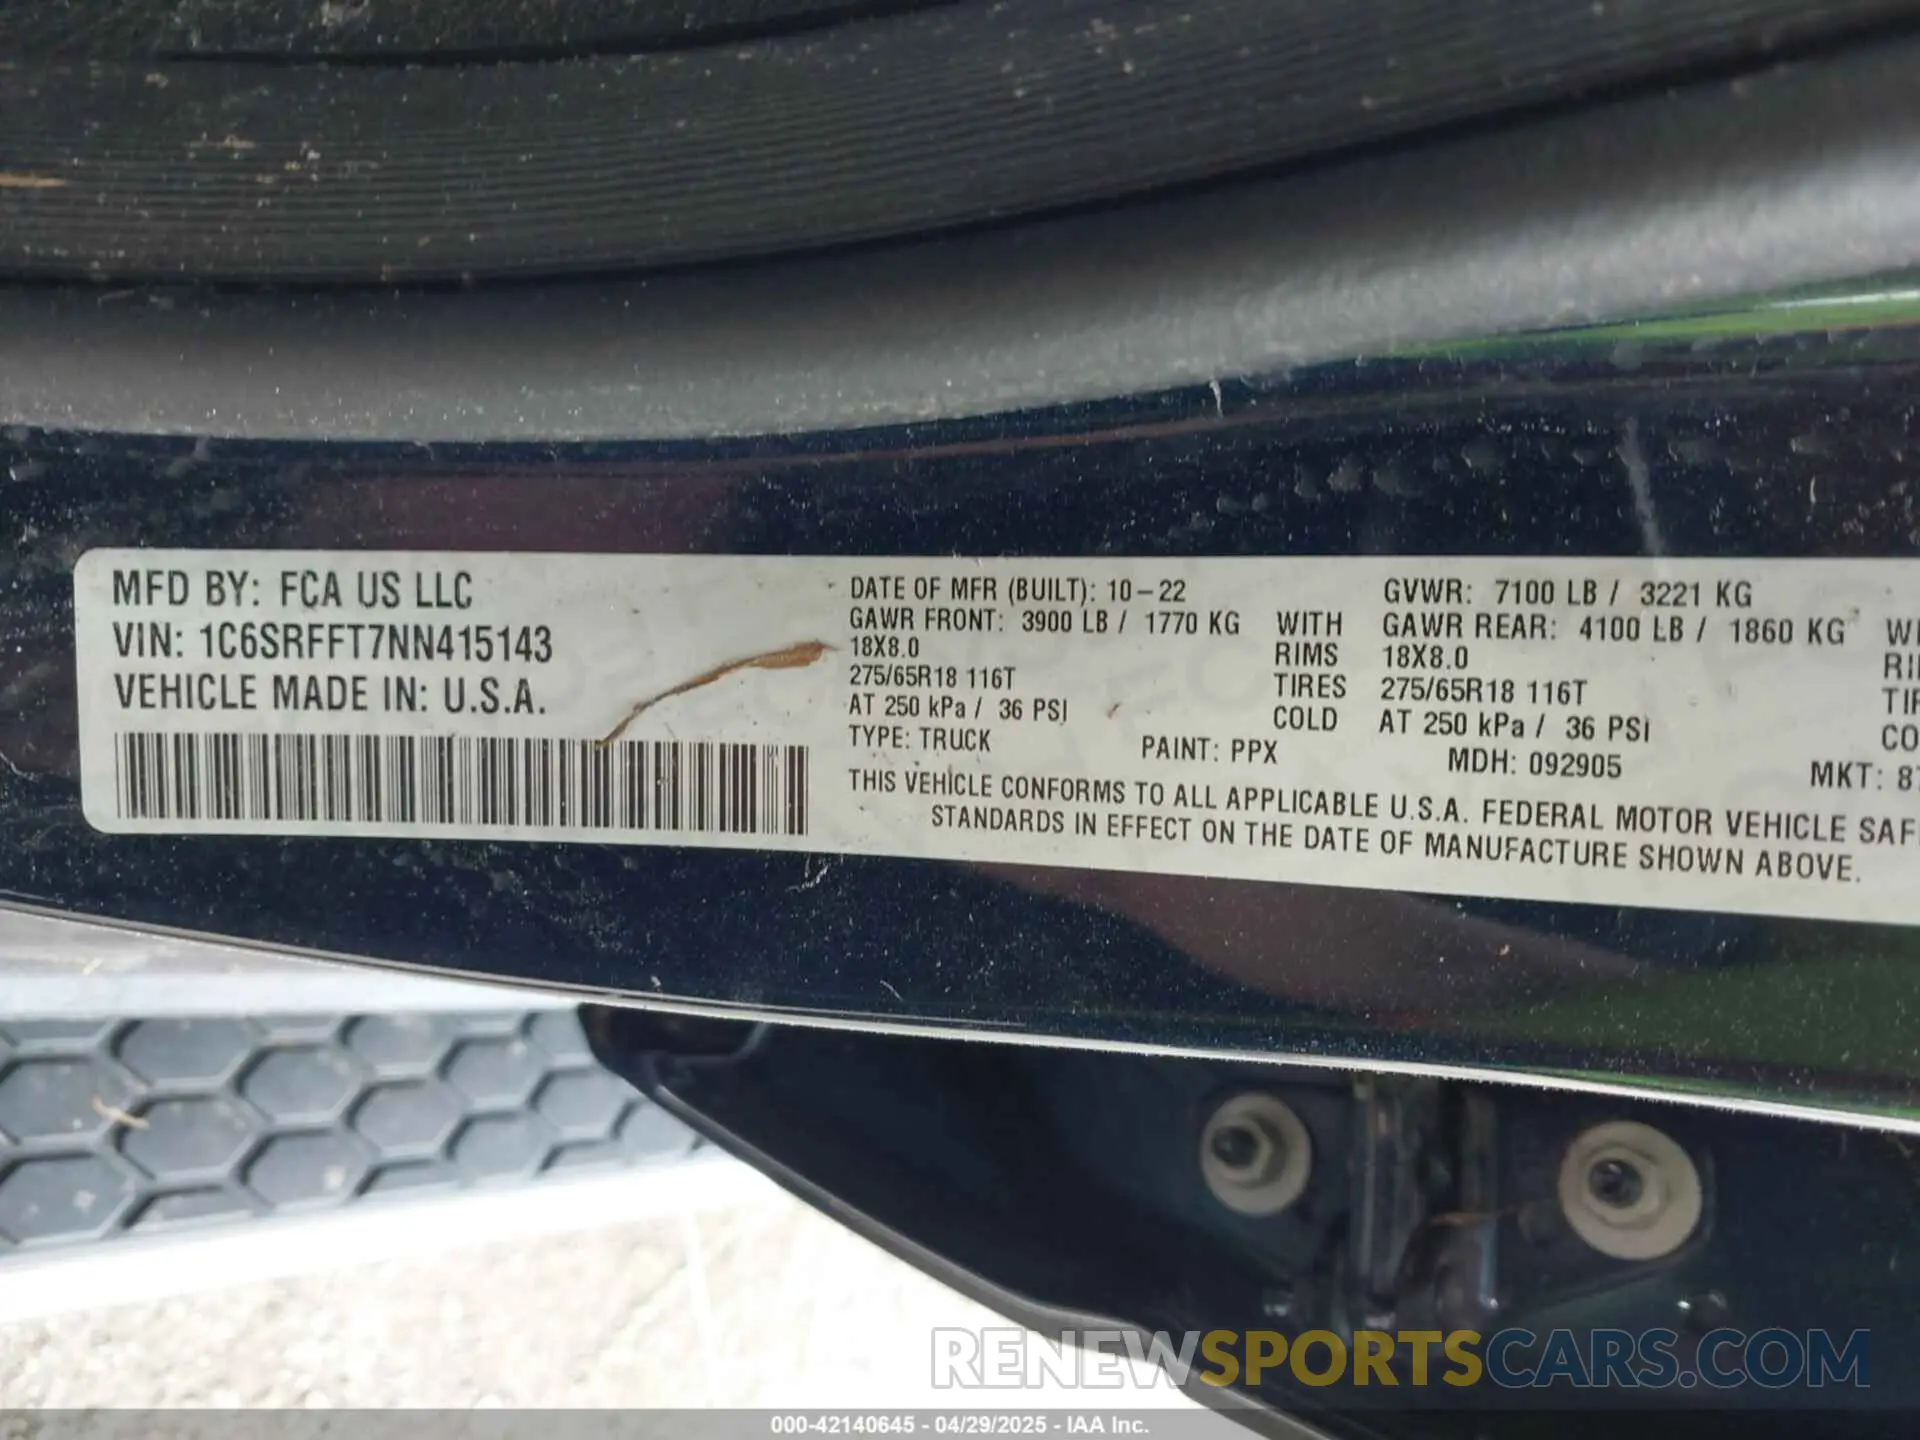 MFD BY: FCA US LLC
VIN: 1C6SRFFT7NN415143
VEHICLE MADE IN: U.S.A.
DATE OF MFR (BUILT): 10-22 GVWR: 7100 LB / 3221 KG
GAWR FRONT: 3900 LB / 1770 KG WITH GAWR REAR: 4100 LB / 1860 KG
18X8.0 RIMS 18X8.0
275/65R18 116T TIRES 275/65R18 116T
AT 250 kPa / 36 PSI COLD AT 250 kPa / 36 PSI
TYPE: TRUCK PAINT: PPX MDH: 092905 MKT:
THIS VEHICLE CONFORMS TO ALL APPLICABLE U.S.A. FEDERAL MOTOR VEHICLE SAF
STANDARDS IN EFFECT ON THE DATE OF MANUFACTURE SHOWN ABOVE.
RENEWSPORTSCARS.COM
000-42140645 - 04/29/2025 - IAA Inc.